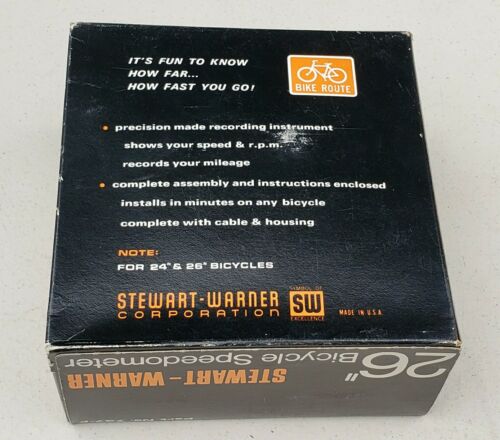 IT'S FUN TO KNOW
HOW FAR...
HOW FAST YOU GO!
BIKE ROUTE
• precision made recording instrument
shows your speed & r.p.m.
records your mileage
• complete assembly and instructions enclosed
installs in minutes on any bicycle
complete with cable & housing
NOTE:
FOR 24" & 26" BICYCLES
STEWART-WARNER
CORPORATION
SYMBOL OF
SW
EXCELLENCE
MADE IN U.S.A.
26" Bicycle Speedometer
STEWART-WARNER